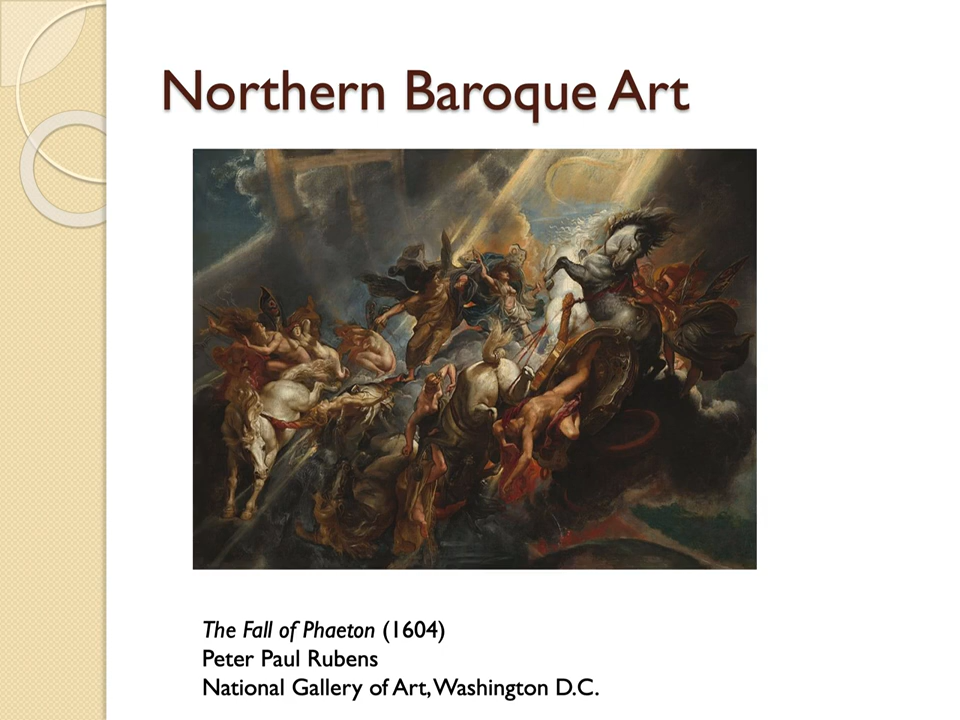 Northern Baroque Art
The Fall of Phaeton (1604)
Peter Paul Rubens
National Gallery of Art, Washington D.C.